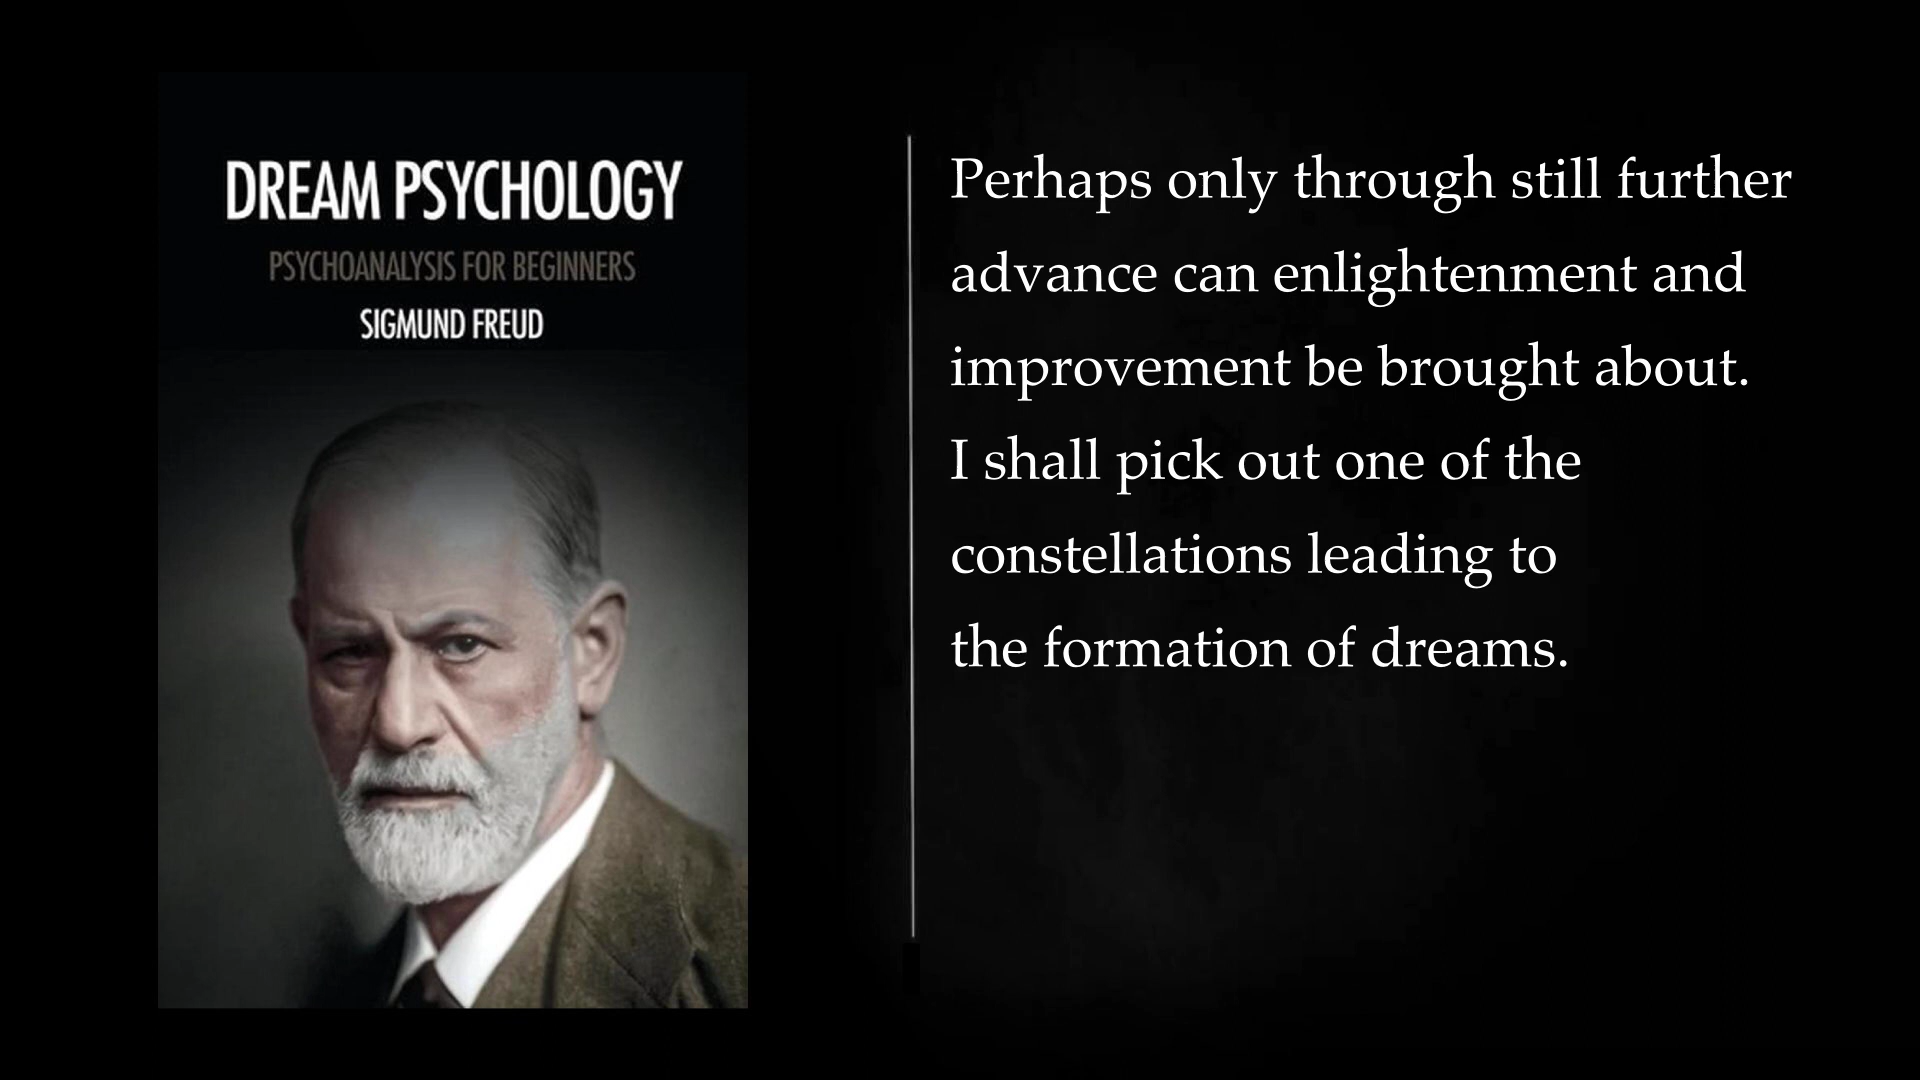 DREAM PSYCHOLOGY
PSYCHOANALYSIS FOR BEGINNERS
SIGMUND FREUD
Perhaps only through still further
advance can enlightenment and
improvement be brought about.
I shall pick out one of the
constellations leading to
the formation of dreams.